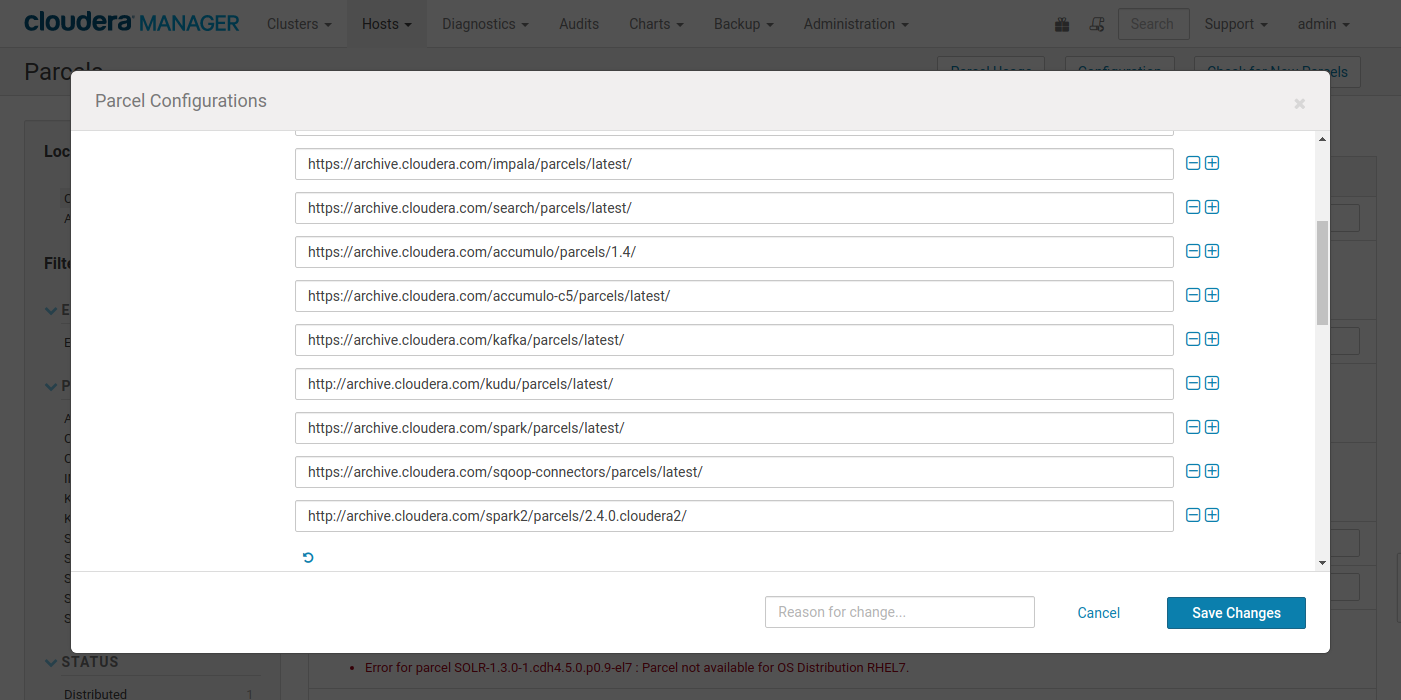 cloudera MANAGER Clusters Hosts Diagnostics Audits Charts Backup Administration Search Support admin
Parcels
Parcel Configurations
https://archive.cloudera.com/impala/parcels/latest/
https://archive.cloudera.com/search/parcels/latest/
https://archive.cloudera.com/accumulo/parcels/1.4/
https://archive.cloudera.com/accumulo-c5/parcels/latest/
https://archive.cloudera.com/kafka/parcels/latest/
http://archive.cloudera.com/kudu/parcels/latest/
https://archive.cloudera.com/spark/parcels/latest/
https://archive.cloudera.com/sqoop-connectors/parcels/latest/
http://archive.cloudera.com/spark2/parcels/2.4.0.cloudera2/
Reason for change... Cancel Save Changes
STATUS
Error for parcel SOLR-1.3.0-1.cdh4.5.0.p0.9-el7 : Parcel not available for OS Distribution RHEL7.
Distributed 1